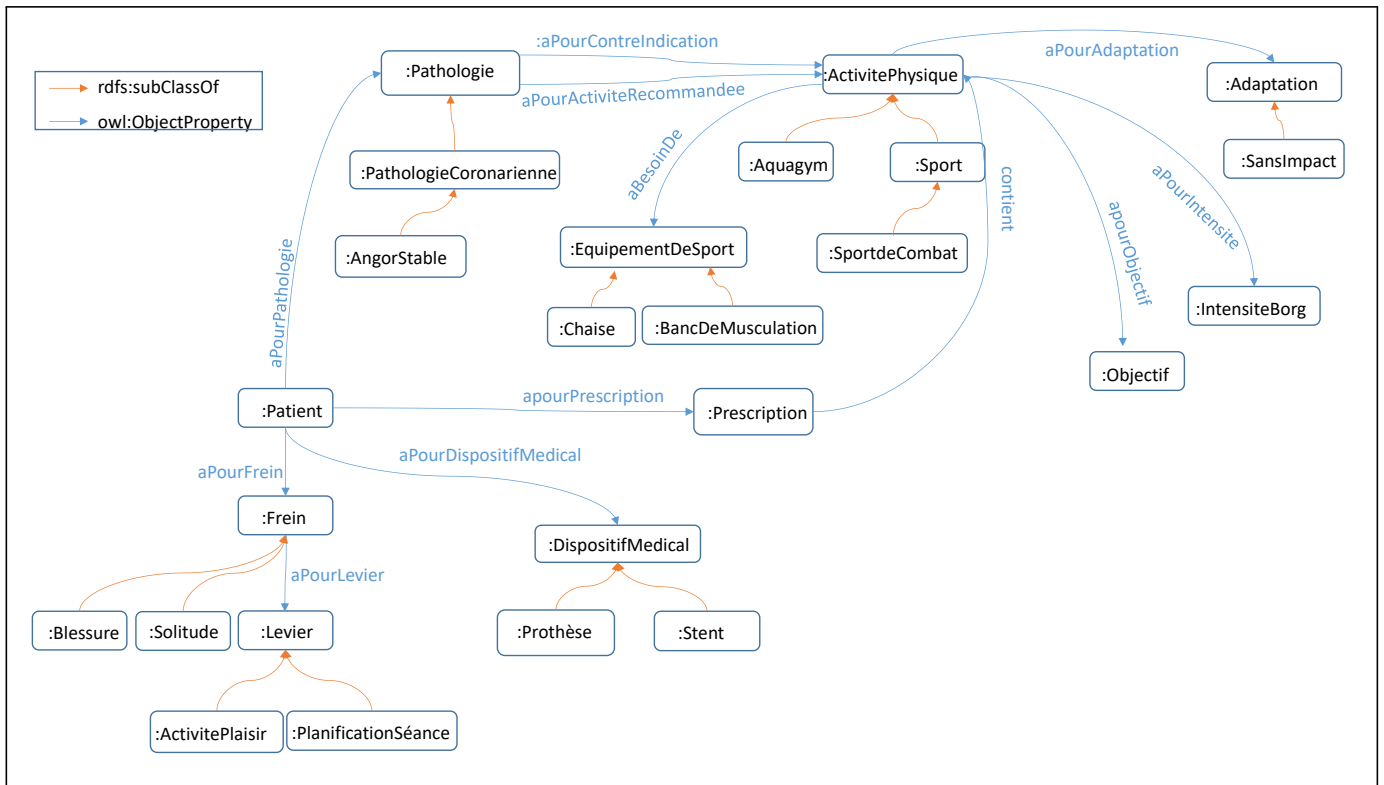 :aPourContreIndication
aPourAdaptation
:Pathologie
:ActivitePhysique
rdfs:subClassOf
:Adaptation
aPourActiviteRecommandee
owl:ObjectProperty
:PathologieCoronarienne
:Aquagym
:Sport
:SansImpact
aBesoinDe
contient
aPourIntensite
:AngorStable
:EquipementDeSport
:SportdeCombat
apourObjectif
aPourPathologie
:Chaise
:BancDeMusculation
:IntensiteBorg
:Objectif
apourPrescription
:Patient
:Prescription
aPourDispositifMedical
aPourFrein
:Frein
:DispositifMedical
aPourLevier
:Blessure
:Solitude
:Levier
:Prothèse
:Stent
:ActivitePlaisir
:PlanificationSéance